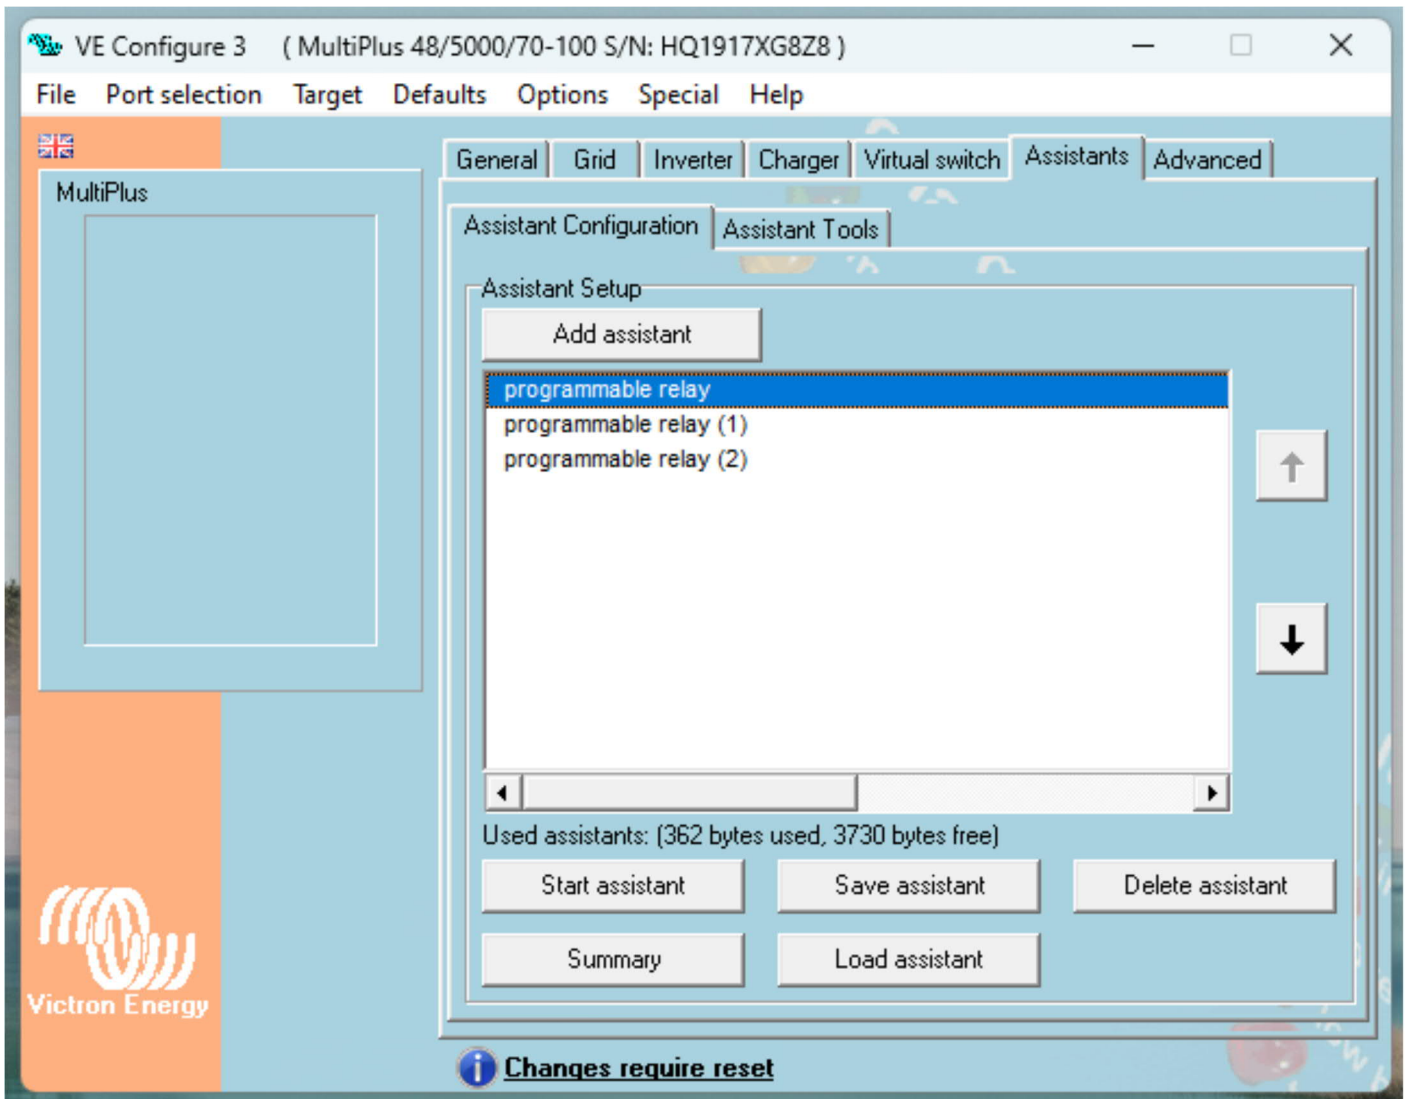 VE Configure 3 ( MultiPlus 48/5000/70-100 S/N: HQ1917XG8Z8 )
File Port selection Target Defaults Options Special Help
General Grid Inverter Charger Virtual switch Assistants Advanced
MultiPlus
Assistant Configuration Assistant Tools
Assistant Setup
Add assistant
programmable relay
programmable relay (1)
programmable relay (2)
Used assistants: (362 bytes used, 3730 bytes free)
Start assistant Save assistant Delete assistant
Summary Load assistant
Victron Energy
Changes require reset